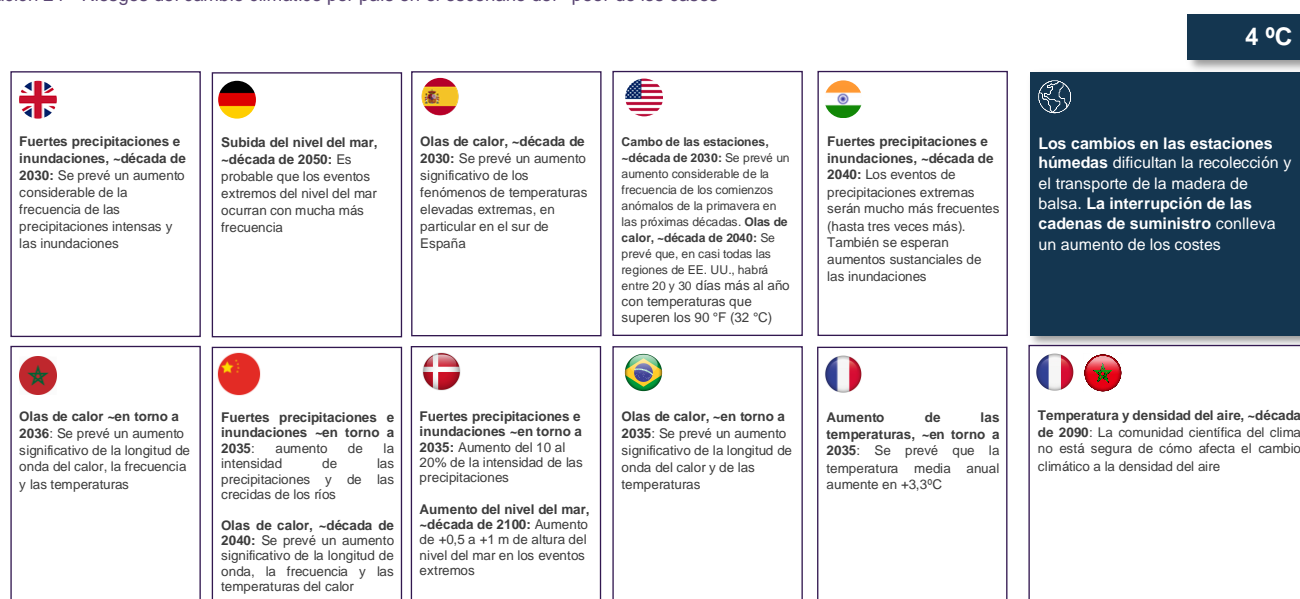 4 ºC
Fuertes precipitaciones e
inundaciones, ~década de
2030: Se prevé un aumento
considerable de la
frecuencia de las
precipitaciones intensas y
las inundaciones
Subida del nivel del mar,
~década de 2050: Es
probable que los eventos
extremos del nivel del mar
ocurran con mucha más
frecuencia
Olas de calor, ~década de
2030: Se prevé un aumento
significativo de los
fenómenos de temperaturas
elevadas extremas, en
particular en el sur de
España
Cambo de las estaciones,
~década de 2030: Se prevé un
aumento considerable de la
frecuencia de los comienzos
anómalos de la primavera en
las próximas décadas. Olas de
calor, ~década de 2040: Se
prevé que, en casi todas las
regiones de EE. UU., habrá
entre 20 y 30 días más al año
con temperaturas que
superen los 90 °F (32 °C)
Fuertes precipitaciones e
inundaciones, ~década de
2040: Los eventos de
precipitaciones extremas
serán mucho más frecuentes
(hasta tres veces más).
También se esperan
aumentos sustanciales de
las inundaciones
Los cambios en las estaciones
húmedas dificultan la recolección y
el transporte de la madera de
balsa. La interrupción de las
cadenas de suministro conlleva
un aumento de los costes
Olas de calor ~en torno a
2036: Se prevé un aumento
significativo de la longitud de
onda del calor, la frecuencia
y las temperaturas
Fuertes precipitaciones e
inundaciones ~en torno a
2035: aumento de la
intensidad de las
precipitaciones y de las
crecidas de los ríos
Olas de calor, ~década de
2040: Se prevé un aumento
significativo de la longitud de
onda, la frecuencia y las
temperaturas del calor
Fuertes precipitaciones e
inundaciones ~en torno a
2035: Aumento del 10 al
20% de la intensidad de las
precipitaciones
Aumento del nivel del mar,
~década de 2100: Aumento
de +0,5 a +1 m de altura del
nivel del mar en los eventos
extremos
Olas de calor, ~en torno a
2035: Se prevé un aumento
significativo de la longitud de
onda del calor y de las
temperaturas
Aumento de las
temperaturas, ~en torno a
2035: Se prevé que la
temperatura media anual
aumente en +3,3ºC
Temperatura y densidad del aire, ~década
de 2090: La comunidad científica del clima
no está segura de cómo afecta el cambio
climático a la densidad del aire